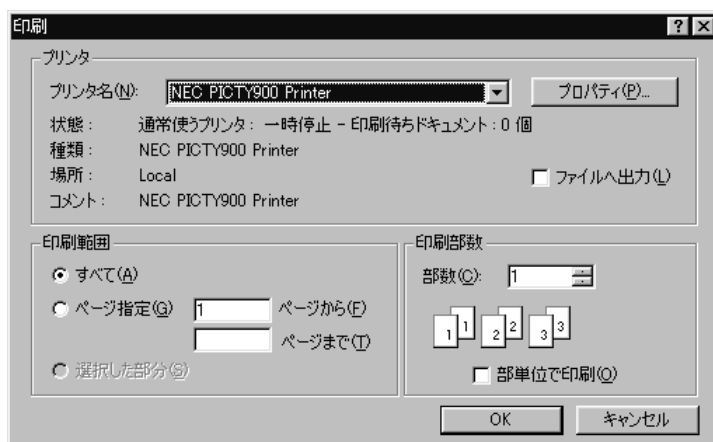 印刷
プリンタ
プリンタ名(N): NEC PICTY900 Printer プロパティ(P)...
状態： 通常使うプリンタ： 一時停止 - 印刷待ちドキュメント：0 個
種類： NEC PICTY900 Printer
場所： Local ファイルへ出力(L)
コメント： NEC PICTY900 Printer
印刷範囲
すべて(A)
ページ指定(G) 1 ページから(F)
ページまで(T)
選択した部分(S)
印刷部数
部数(C): 1
1 1 2 2 3 3
部単位で印刷(O)
OK キャンセル